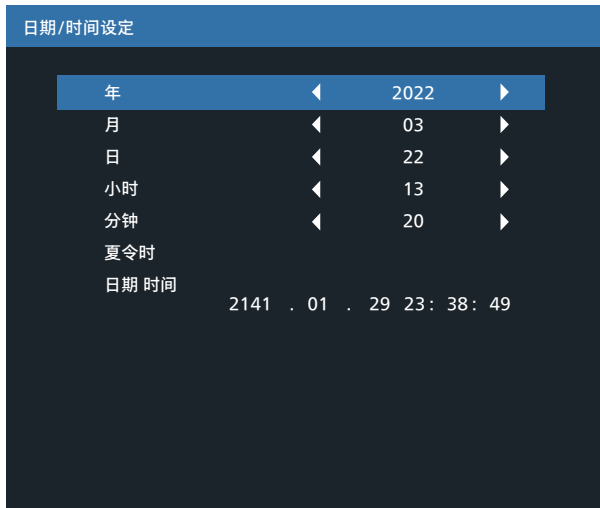 日期/时间设定
年 2022
月 03
日 22
小时 13
分钟 20
夏令时
日期 时间
2141 . 01 . 29 23: 38: 49